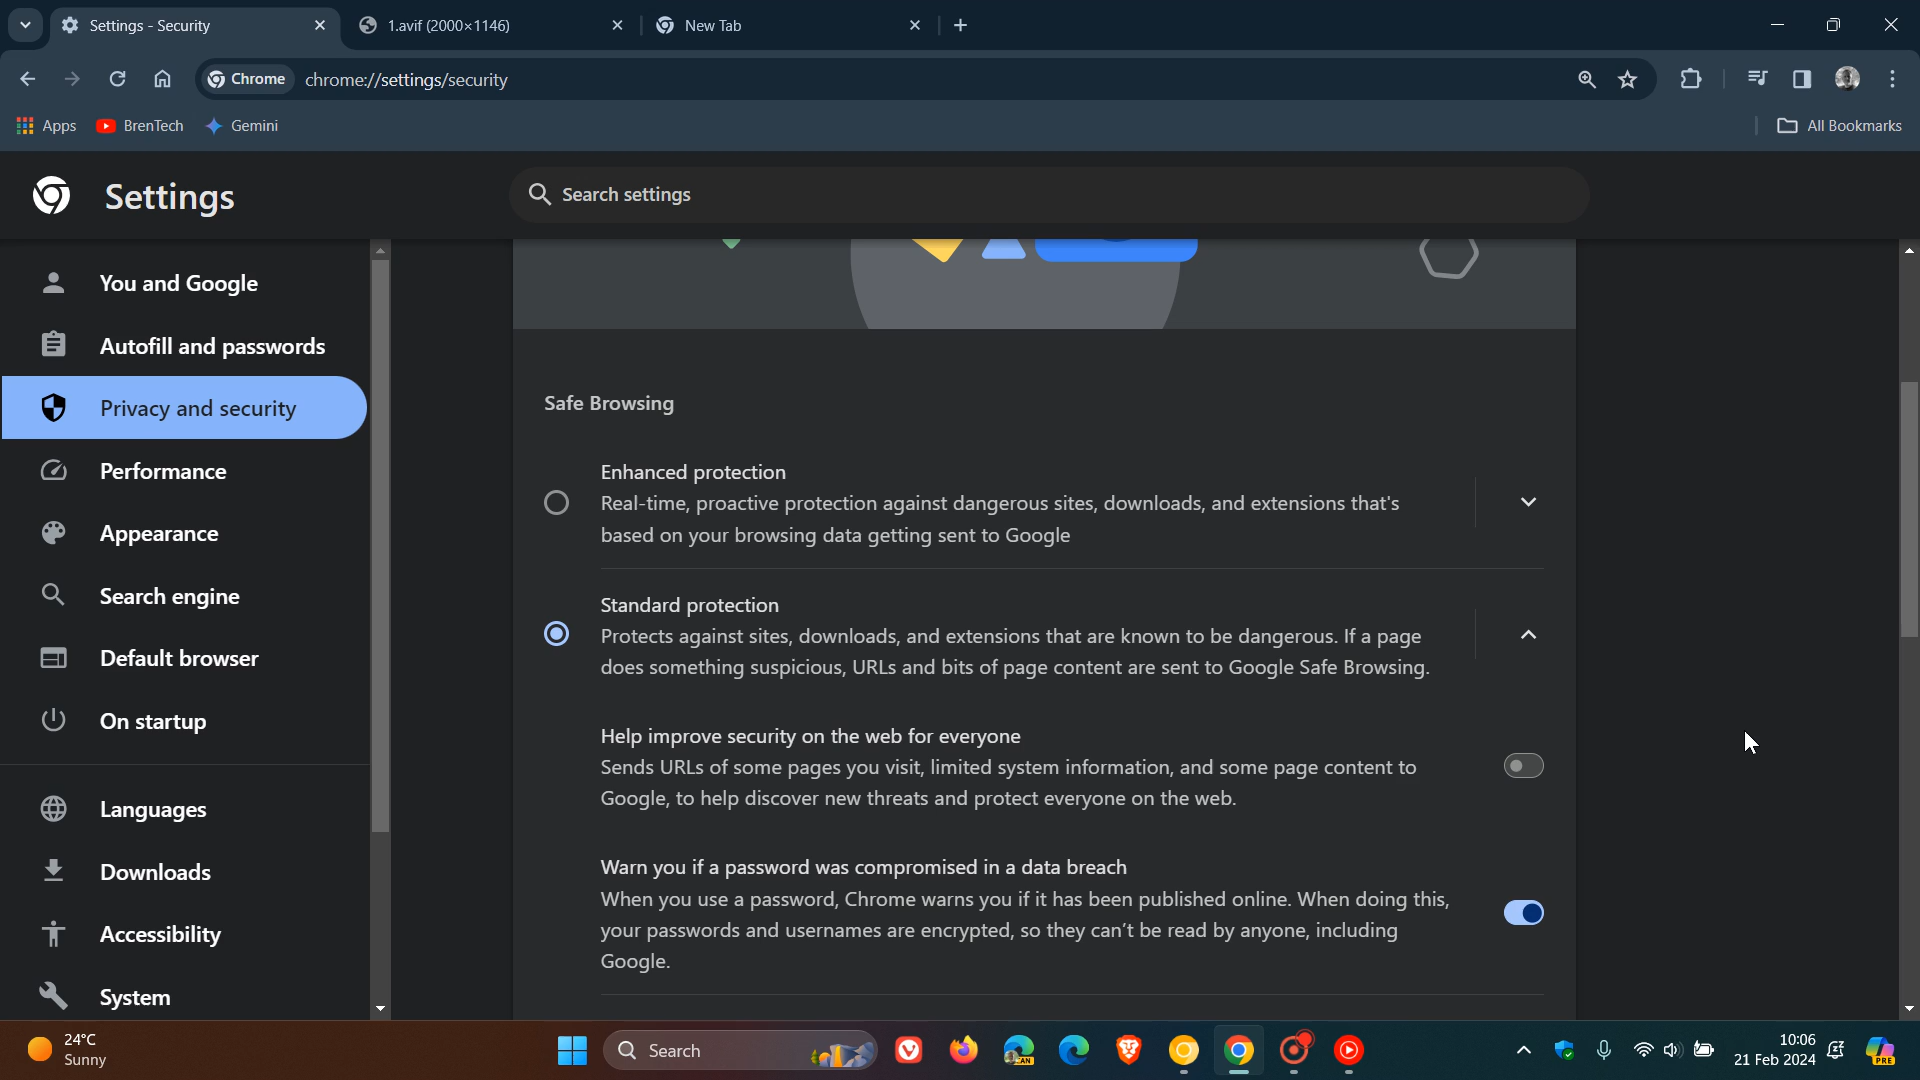 Settings - Security
1.avif (2000×1146)
New Tab
Chrome
chrome://settings/security
Apps
BrenTech
Gemini
All Bookmarks
Settings
Search settings
You and Google
Autofill and passwords
Privacy and security
Performance
Appearance
Search engine
Default browser
On startup
Languages
Downloads
Accessibility
System
Safe Browsing
Enhanced protection
Real-time, proactive protection against dangerous sites, downloads, and extensions that's
based on your browsing data getting sent to Google
Standard protection
Protects against sites, downloads, and extensions that are known to be dangerous. If a page
does something suspicious, URLs and bits of page content are sent to Google Safe Browsing.
Help improve security on the web for everyone
Sends URLs of some pages you visit, limited system information, and some page content to
Google, to help discover new threats and protect everyone on the web.
Warn you if a password was compromised in a data breach
When you use a password, Chrome warns you if it has been published online. When doing this,
your passwords and usernames are encrypted, so they can’t be read by anyone, including
Google.
24°C
Sunny
Search
CAN
10:06
21 Feb 2024
PRE